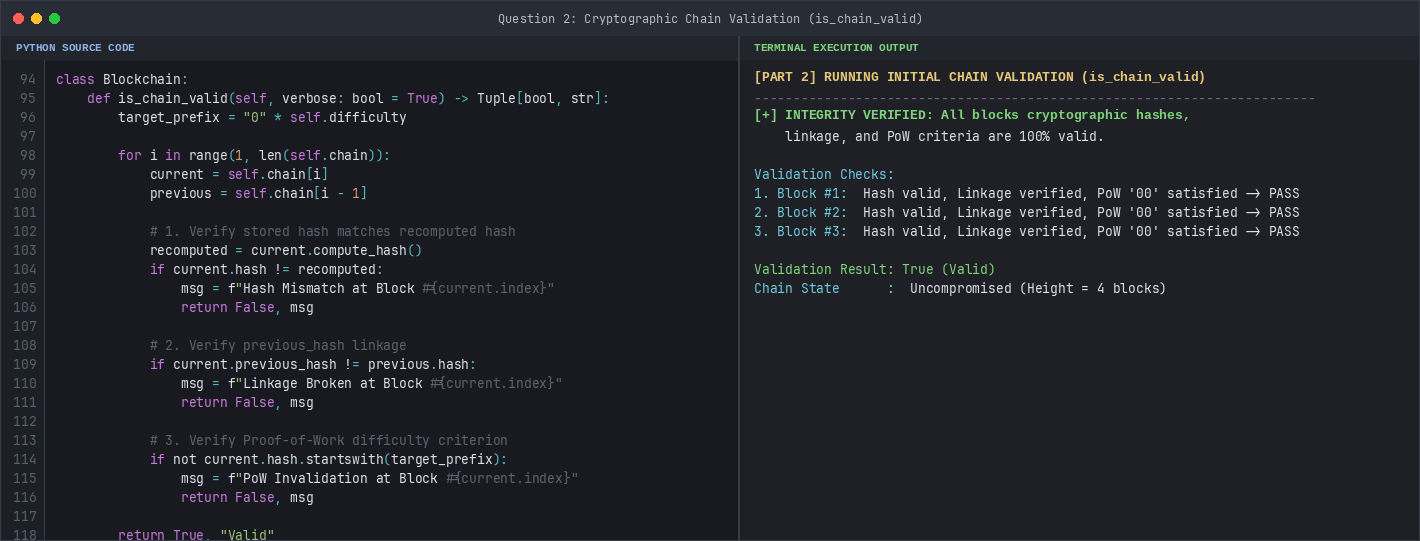 Question 2: Cryptographic Chain Validation (is_chain_valid)
PYTHON SOURCE CODE
94 class Blockchain:
95     def is_chain_valid(self, verbose: bool = True) -> Tuple[bool, str]:
96         target_prefix = "0" * self.difficulty
97
98         for i in range(1, len(self.chain)):
99             current = self.chain[i]
100             previous = self.chain[i - 1]
101
102             # 1. Verify stored hash matches recomputed hash
103             recomputed = current.compute_hash()
104             if current.hash != recomputed:
105                 msg = f"Hash Mismatch at Block #{current.index}"
106                 return False, msg
107
108             # 2. Verify previous_hash linkage
109             if current.previous_hash != previous.hash:
110                 msg = f"Linkage Broken at Block #{current.index}"
111                 return False, msg
112
113             # 3. Verify Proof-of-Work difficulty criterion
114             if not current.hash.startswith(target_prefix):
115                 msg = f"PoW Invalidation at Block #{current.index}"
116                 return False, msg
117
118         return True, "Valid"
TERMINAL EXECUTION OUTPUT
[PART 2] RUNNING INITIAL CHAIN VALIDATION (is_chain_valid)
------------------------------------------------------------------------
[+] INTEGRITY VERIFIED: All blocks cryptographic hashes,
    linkage, and PoW criteria are 100% valid.
Validation Checks:
1. Block #1:  Hash valid, Linkage verified, PoW '00' satisfied -> PASS
2. Block #2:  Hash valid, Linkage verified, PoW '00' satisfied -> PASS
3. Block #3:  Hash valid, Linkage verified, PoW '00' satisfied -> PASS
Validation Result: True (Valid)
Chain State      :  Uncompromised (Height = 4 blocks)